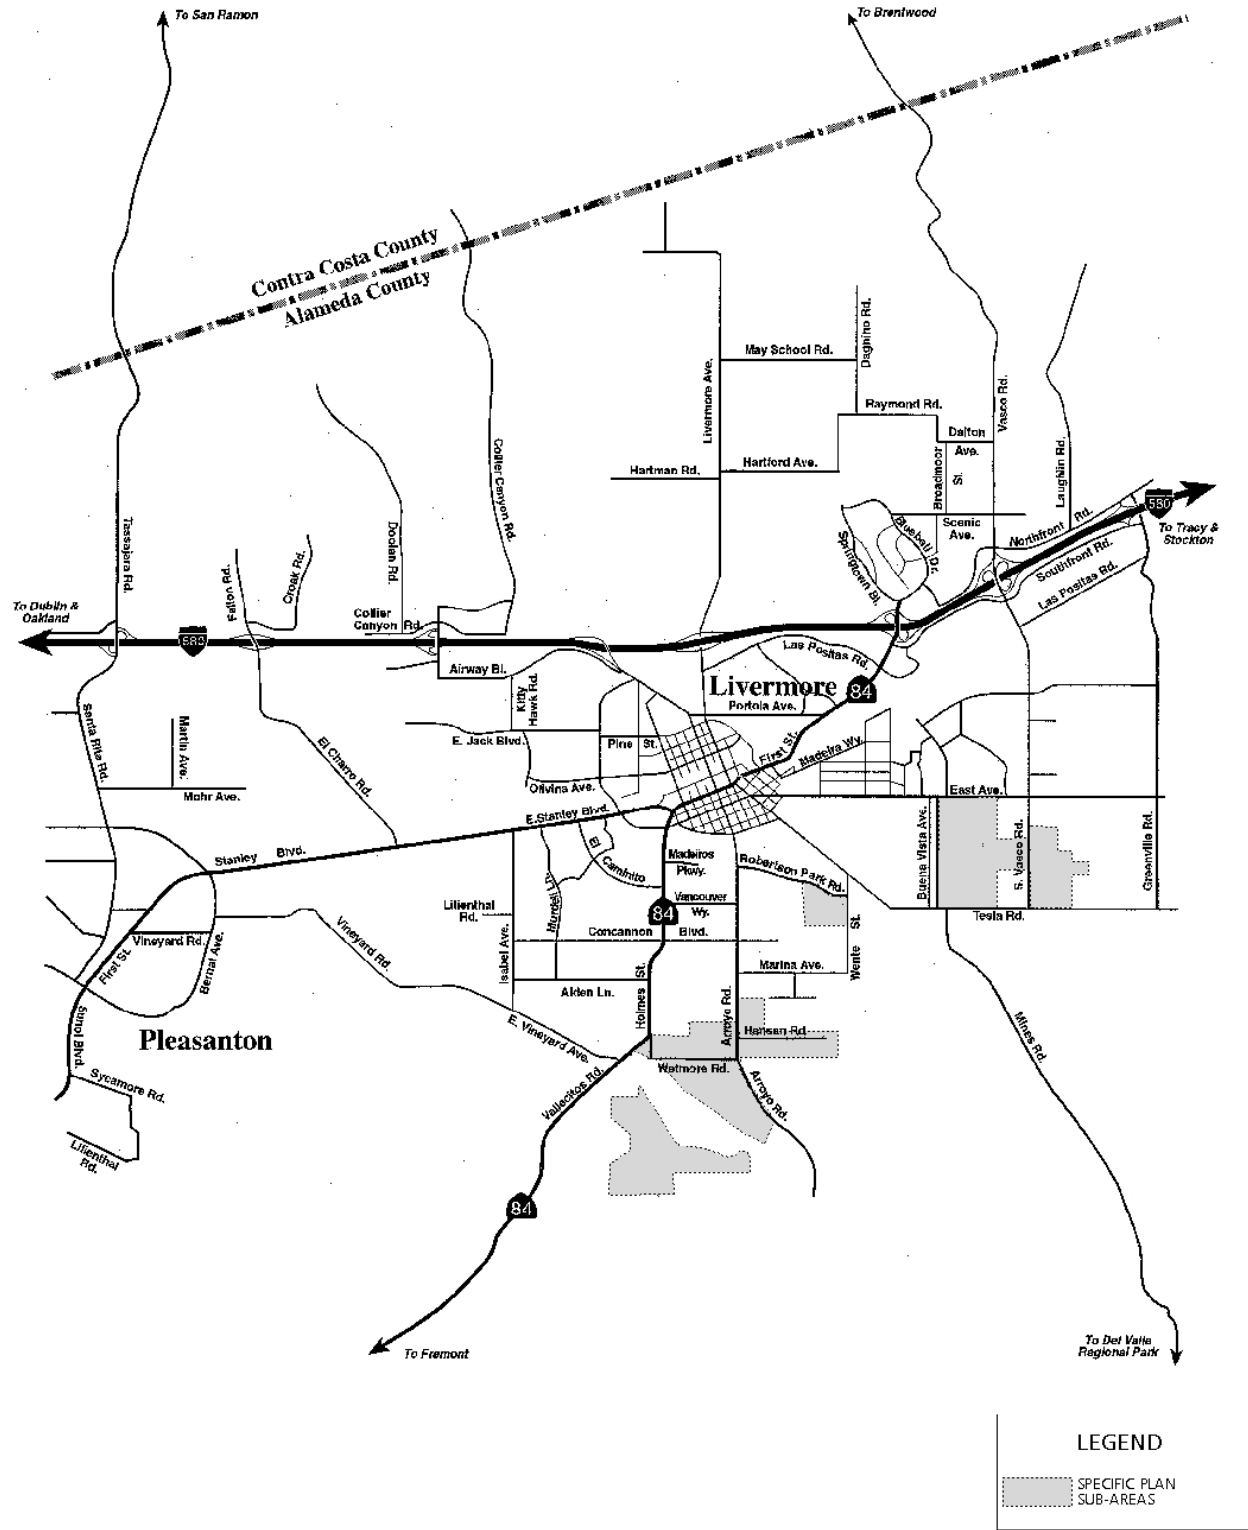 To San Ramon
To Brentwood
Contra Costa County
Alameda County
Livermore Ave.
May School Rd.
Dagnino Rd.
Raymond Rd.
Vasco Rd.
Dalton
Ave.
Hartman Rd.
Hartford Ave.
Broadmoor
St.
Laughlin Rd.
Collier Canyon Rd.
580
To Tracy &
Stockton
Tassajara Rd.
Doolan Rd.
Scenic
Ave.
Northfront Rd.
Bluebell Dr.
Springtown Bl.
Southfront Rd.
Las Positas Rd.
Fallon Rd.
Croak Rd.
To Dublin &
Oakland
Collier
Canyon Rd.
580
Las Positas Rd.
Airway Bl.
Livermore
84
Kitty
Hawk Rd.
Portola Ave.
Santa Rita Rd.
Martin Ave.
El Charro Rd.
E. Jack Blvd.
Pine St.
First St.
Madeira Wy.
Mohr Ave.
Olivina Ave.
East Ave.
E.Stanley Blvd.
Stanley Blvd.
El
Caminito
Madeiros
Pkwy.
Robertson Park Rd.
Buena Vista Ave.
S. Vasco Rd.
Greenville Rd.
Murdell Ln.
Lilienthal
Rd.
84
Vancouver
Wy.
Tesla Rd.
Vineyard Rd.
First St.
Bernal Ave.
Vineyard Rd.
Isabel Ave.
Concannon Blvd.
Wente St.
Marina Ave.
Alden Ln.
Holmes St.
Arroyo Rd.
Hansen Rd.
Sunol Blvd.
Pleasanton
E. Vineyard Ave.
Mines Rd.
Wetmore Rd.
Sycamore Rd.
Vallecitos Rd.
Arroyo Rd.
Lilienthal
Rd.
84
To Fremont
To Del Valle
Regional Park
LEGEND
SPECIFIC PLAN
SUB-AREAS